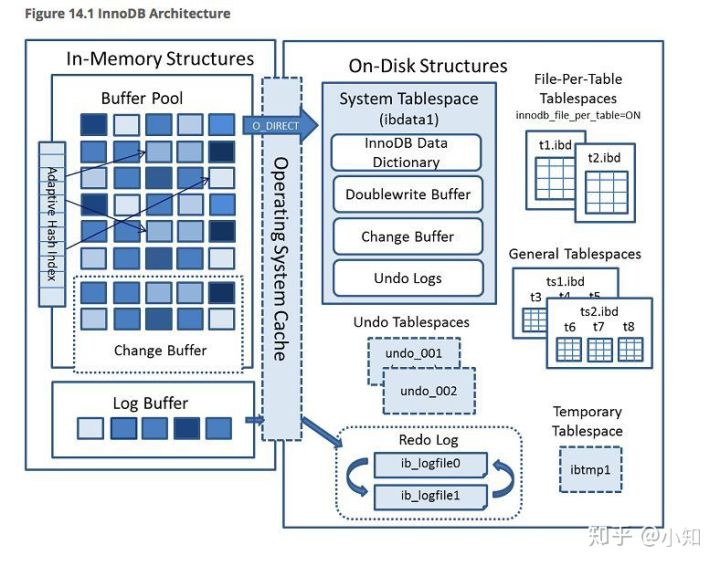 Figure 14.1 InnoDB Architecture
In-Memory Structures
Buffer Pool
Adaptive Hash Index
Change Buffer
Log Buffer
O_DIRECT
Operating System Cache
On-Disk Structures
System Tablespace
(ibdata1)
InnoDB Data
Dictionary
Doublewrite Buffer
Change Buffer
Undo Logs
File-Per-Table
Tablespaces
innodb_file_per_table=ON
t1.ibd
t2.ibd
General Tablespaces
ts1.ibd
t3 t4 t5
ts2.ibd
t6 t7 t8
Undo Tablespaces
undo_001
undo_002
Redo Log
ib_logfile0
ib_logfile1
Temporary
Tablespace
ibtmp1
知乎 @小知